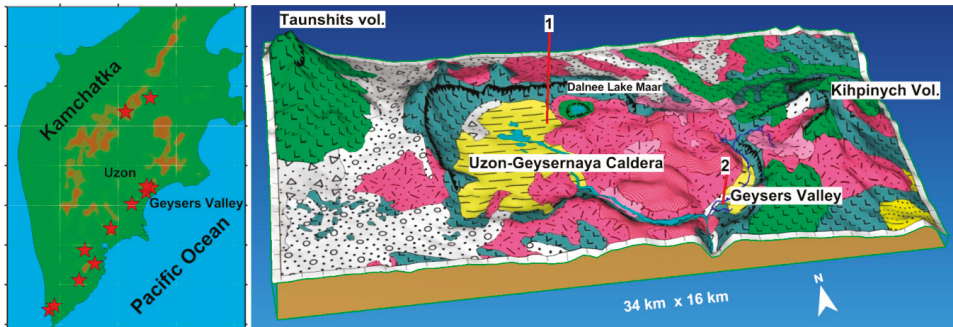 Kamchatka
Uzon
Geysers Valley
Pacific Ocean
Taunshits vol.
1
Dalnee Lake Maar
Kihpinych Vol.
Uzon-Geysernaya Caldera
2
Geysers Valley
34 km x 16 km
N